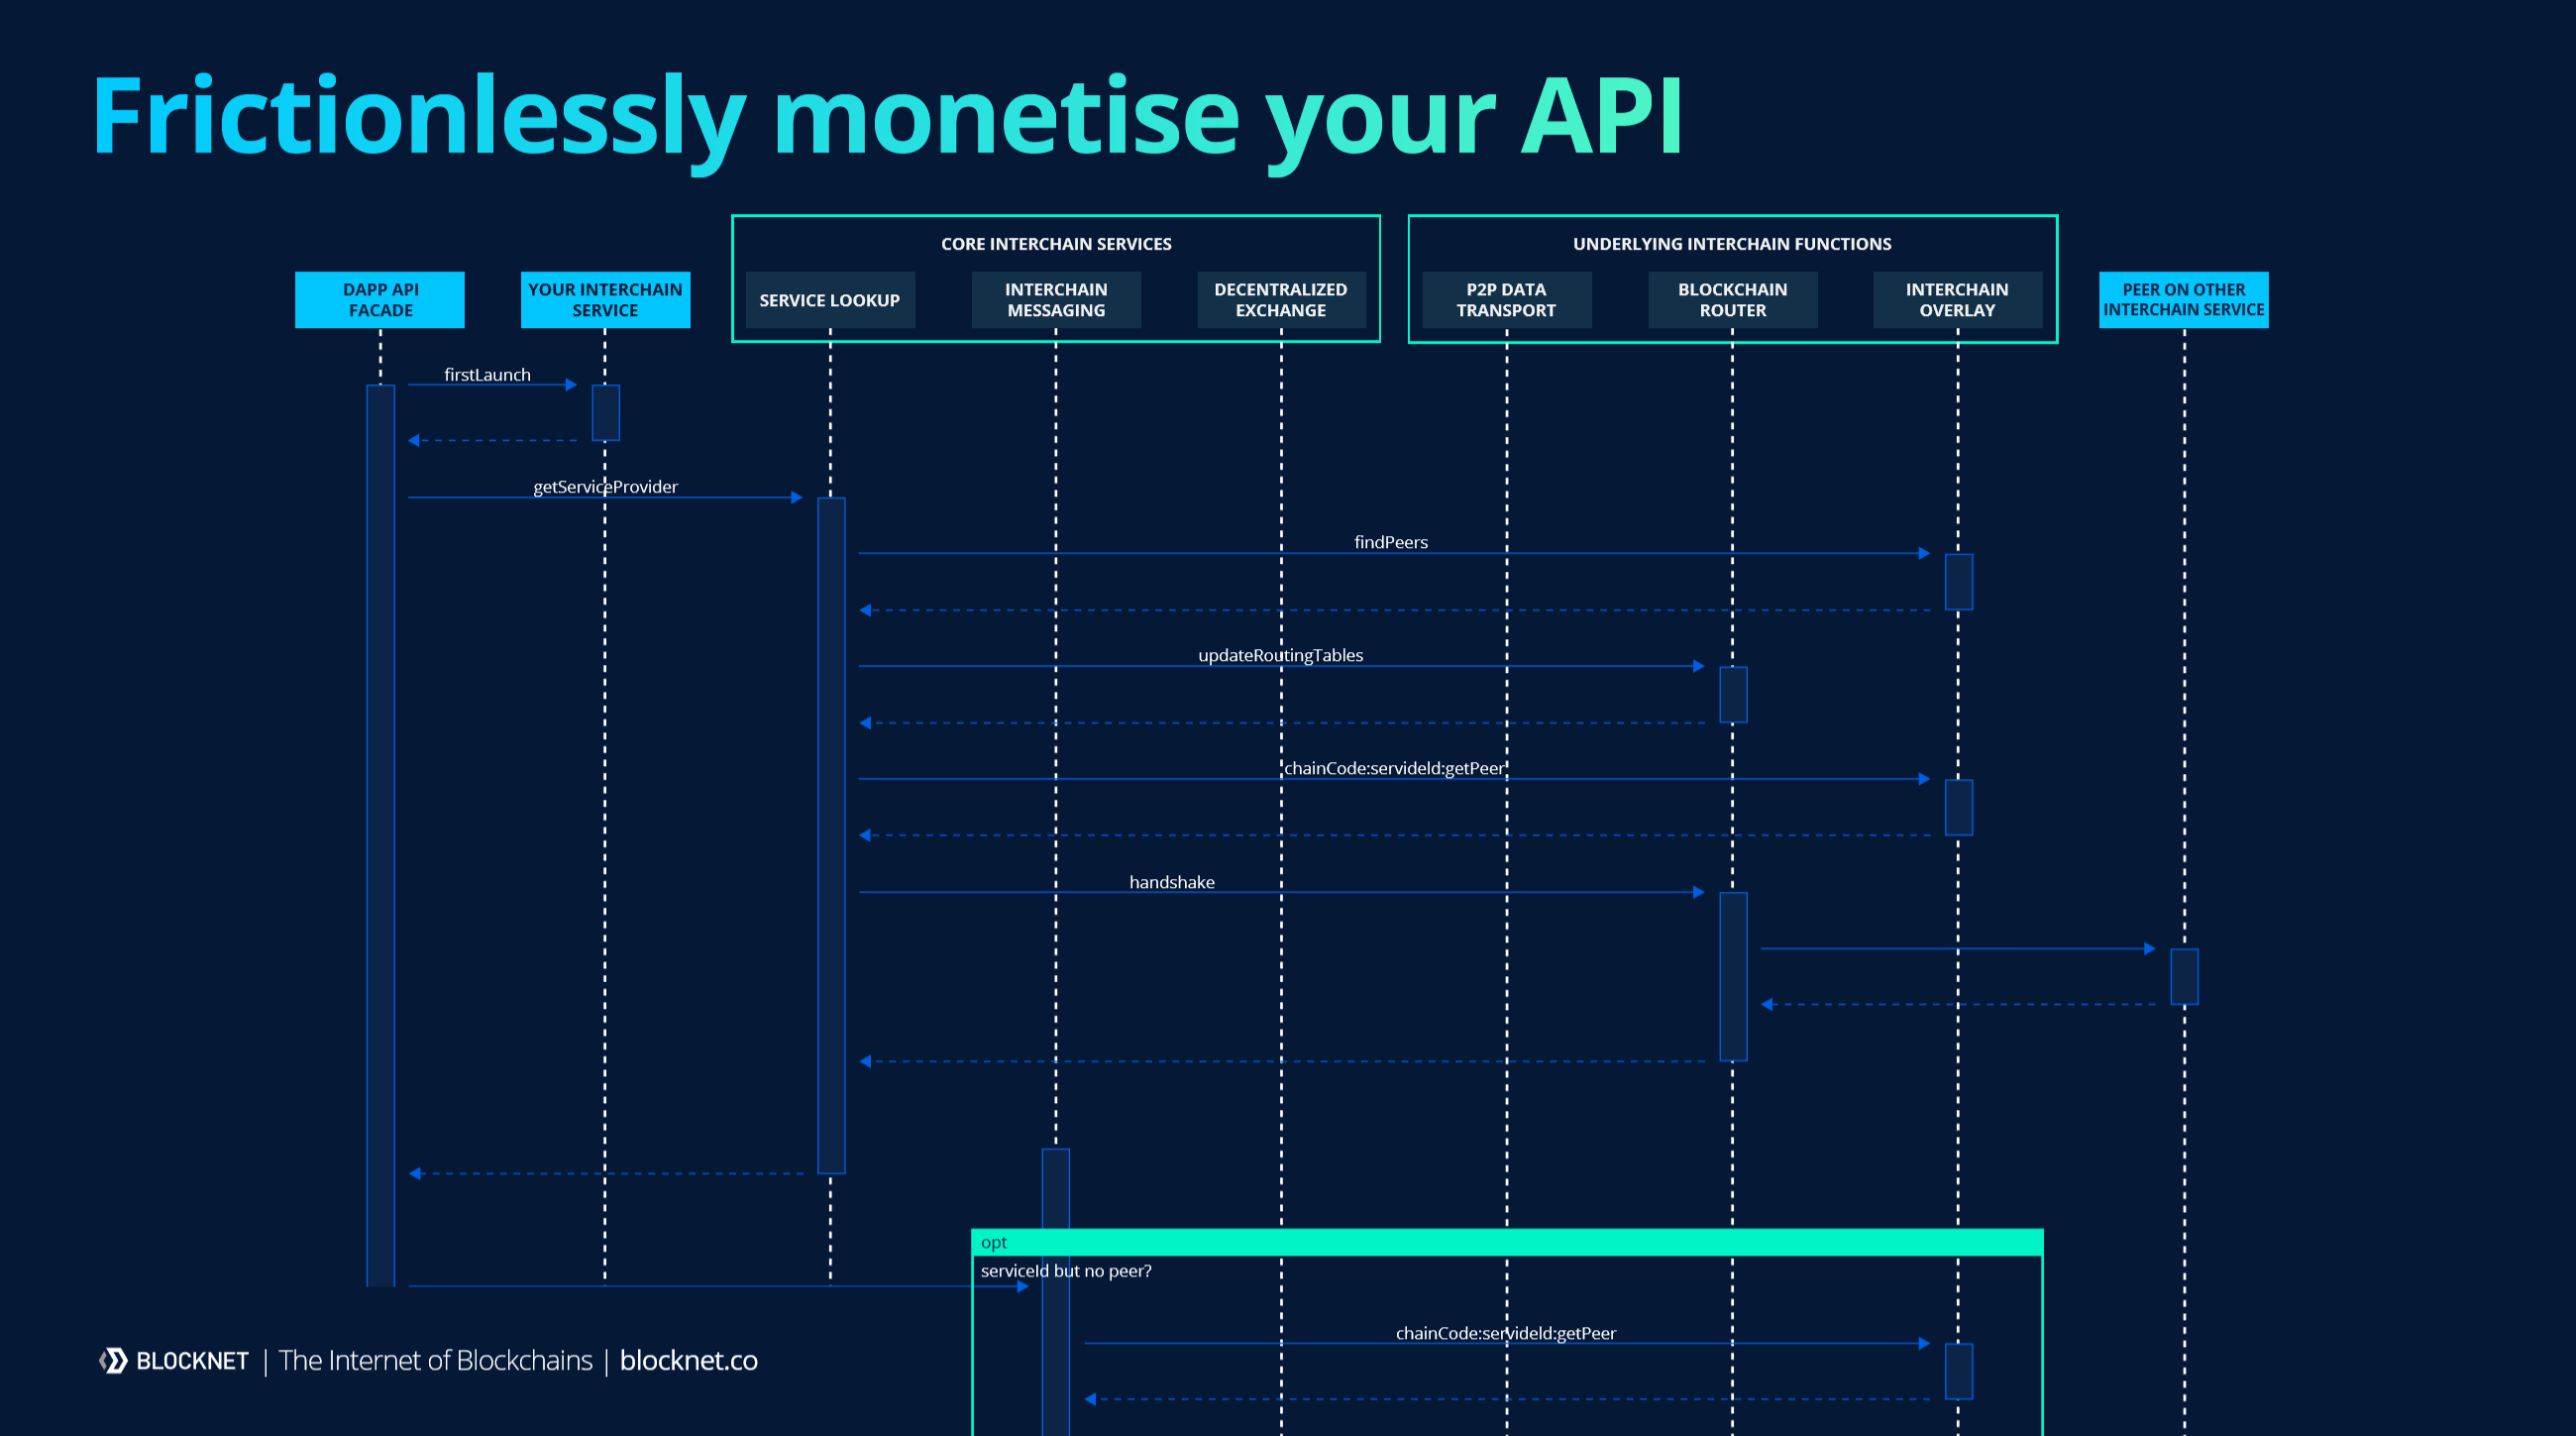 Frictionlessly monetise your API
CORE INTERCHAIN SERVICES
UNDERLYING INTERCHAIN FUNCTIONS
DAPP API
FACADE
YOUR INTERCHAIN
SERVICE
SERVICE LOOKUP
INTERCHAIN
MESSAGING
DECENTRALIZED
EXCHANGE
P2P DATA
TRANSPORT
BLOCKCHAIN
ROUTER
INTERCHAIN
OVERLAY
PEER ON OTHER
INTERCHAIN SERVICE
firstLaunch
getServiceProvider
findPeers
updateRoutingTables
chainCode:servideId:getPeer
handshake
opt
serviceId but no peer?
chainCode:servideId:getPeer
BLOCKNET | The Internet of Blockchains | blocknet.co